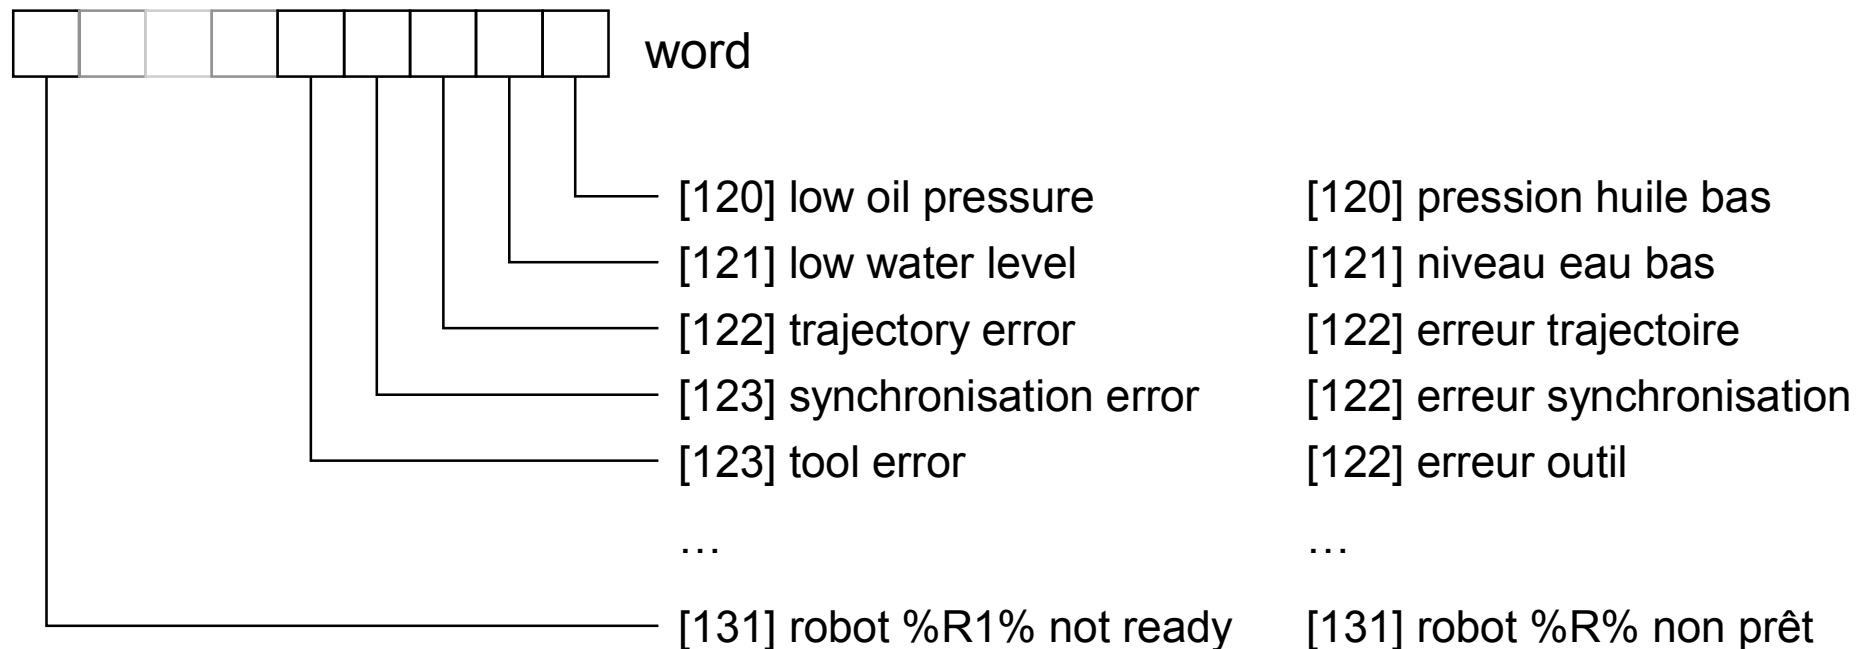 word
[120] low oil pressure [120] pression huile bas
[121] low water level [121] niveau eau bas
[122] trajectory error [122] erreur trajectoire
[123] synchronisation error [122] erreur synchronisation
[123] tool error [122] erreur outil
… …
[131] robot %R1% not ready [131] robot %R% non prêt